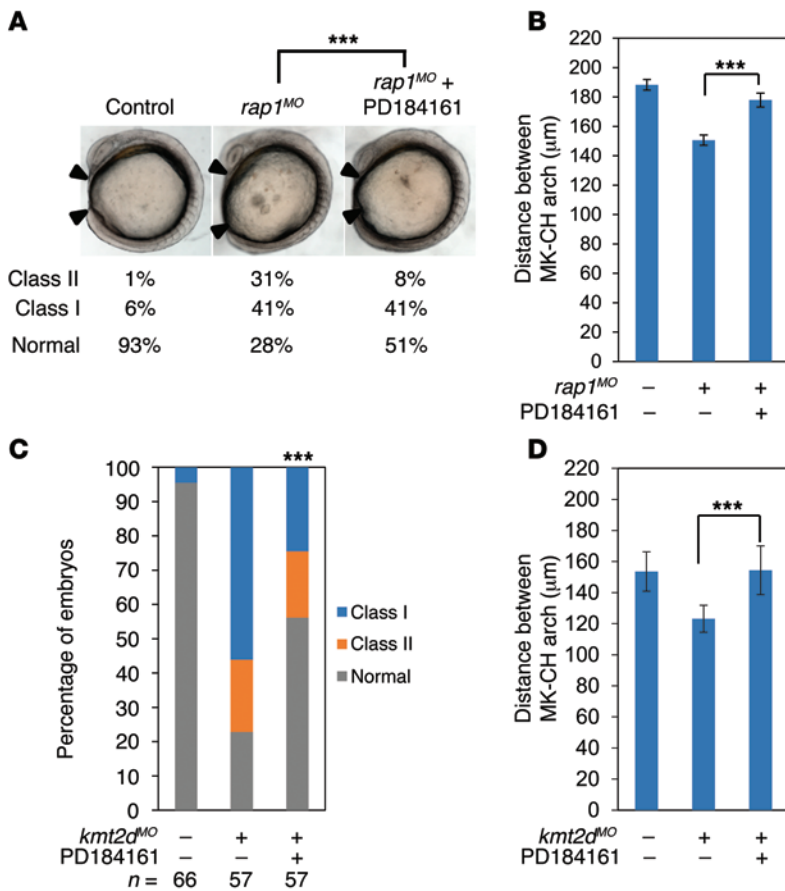 A
***
Control rap1MO rap1MO +
PD184161
Class II 1% 31% 8%
Class I 6% 41% 41%
Normal 93% 28% 51%
B
Distance between
MK-CH arch (μm)
220
200
180
160
140
120
100
80
60
40
20
0
***
rap1MO – + +
PD184161 – – +
C
Percentage of embryos
100
90
80
70
60
50
40
30
20
10
0
***
Class I
Class II
Normal
kmt2dMO – + +
PD184161 – – +
n = 66 57 57
D
Distance between
MK-CH arch (μm)
220
200
180
160
140
120
100
80
60
40
20
0
***
kmt2dMO – + +
PD184161 – – +